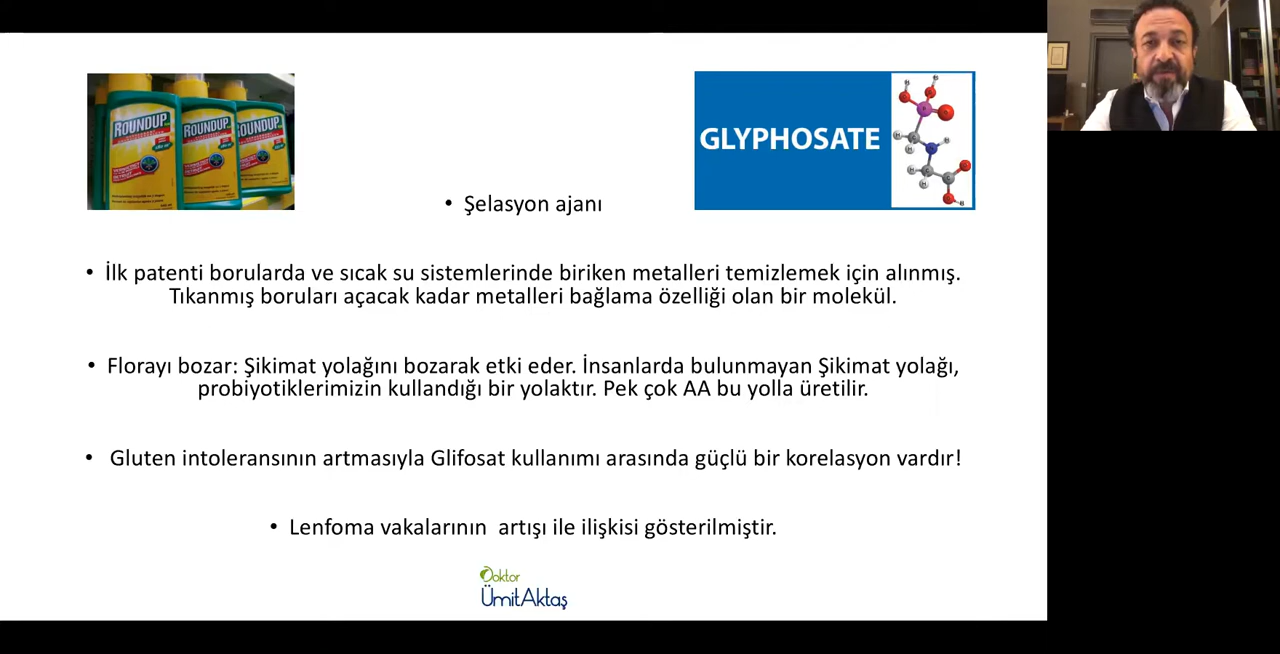 ROUNDUP
ROUNDUP
ROUNDUP
GLYPHOSATE
• Şelasyon ajanı
• İlk patenti borularda ve sıcak su sistemlerinde biriken metalleri temizlemek için alınmış.
Tıkanmış boruları açacak kadar metalleri bağlama özelliği olan bir molekül.
• Florayı bozar: Şikimat yolağını bozarak etki eder. İnsanlarda bulunmayan Şikimat yolağı,
probiyotiklerimizin kullandığı bir yolaktır. Pek çok AA bu yolla üretilir.
• Gluten intoleransının artmasıyla Glifosat kullanımı arasında güçlü bir korelasyon vardır!
• Lenfoma vakalarının artışı ile ilişkisi gösterilmiştir.
Doktor
ÜmitAktaş